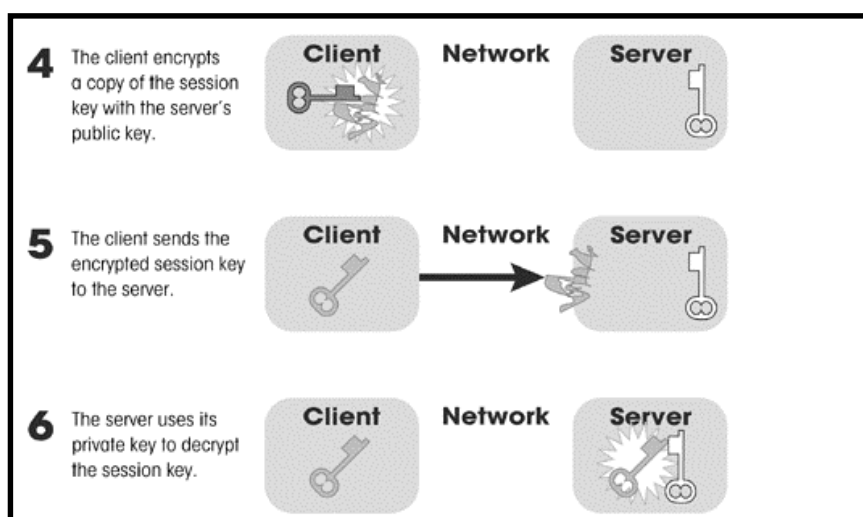 Client Network Server
4 The client encrypts
a copy of the session
key with the server's
public key.
Client Network Server
5 The client sends the
encrypted session key
to the server.
Client Network Server
6 The server uses its
private key to decrypt
the session key.